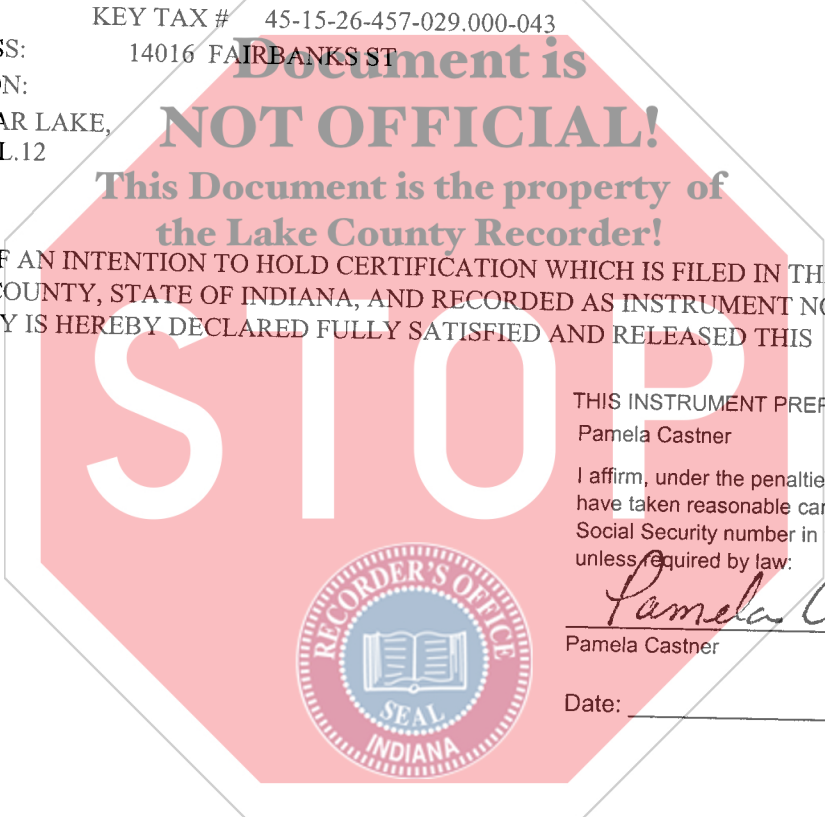 KEY TAX # 45-15-26-457-029.000-043
SS: 14016 FAIRBANKS ST
ON:
AR LAKE,
L.12
Document is
NOT OFFICIAL!
This Document is the property of
the Lake County Recorder!
F AN INTENTION TO HOLD CERTIFICATION WHICH IS FILED IN TH
COUNTY, STATE OF INDIANA, AND RECORDED AS INSTRUMENT NO
Y IS HEREBY DECLARED FULLY SATISFIED AND RELEASED THIS
STOP
THIS INSTRUMENT PREP
Pamela Castner
I affirm, under the penaltie
have taken reasonable car
Social Security number in
unless required by law:
Pamela C
Pamela Castner
Date:
RECORDER'S OFFICE
SEAL
INDIANA